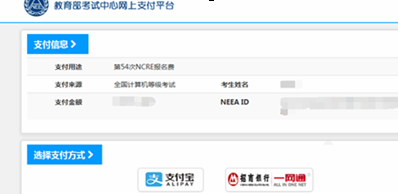 教育部考试中心网上支付平台
支付信息
支付用途 第54次NCRE报名费
支付来源 全国计算机等级考试 考生姓名
支付金额 NEEA ID
选择支付方式
支付宝 招商银行 一网通
ALIPAY ALL IN ONE NET